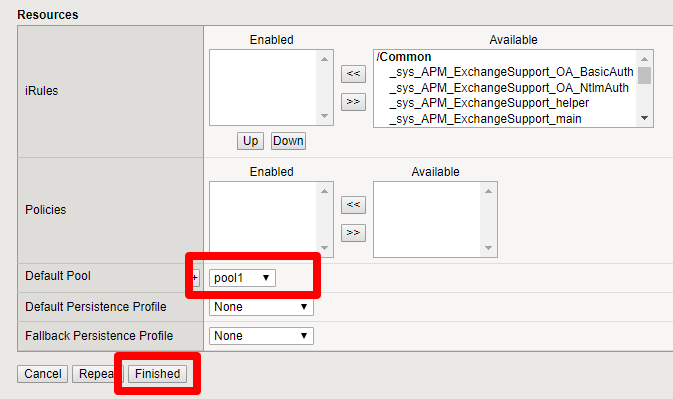 Resources
Enabled Available
iRules
/Common
_sys_APM_ExchangeSupport_OA_BasicAuth
<< _sys_APM_ExchangeSupport_OA_NtlmAuth
>> _sys_APM_ExchangeSupport_helper
_sys_APM_ExchangeSupport_main
Up Down
Enabled Available
Policies
<<
>>
Default Pool + pool1
Default Persistence Profile None
Fallback Persistence Profile None
Cancel Repea Finished